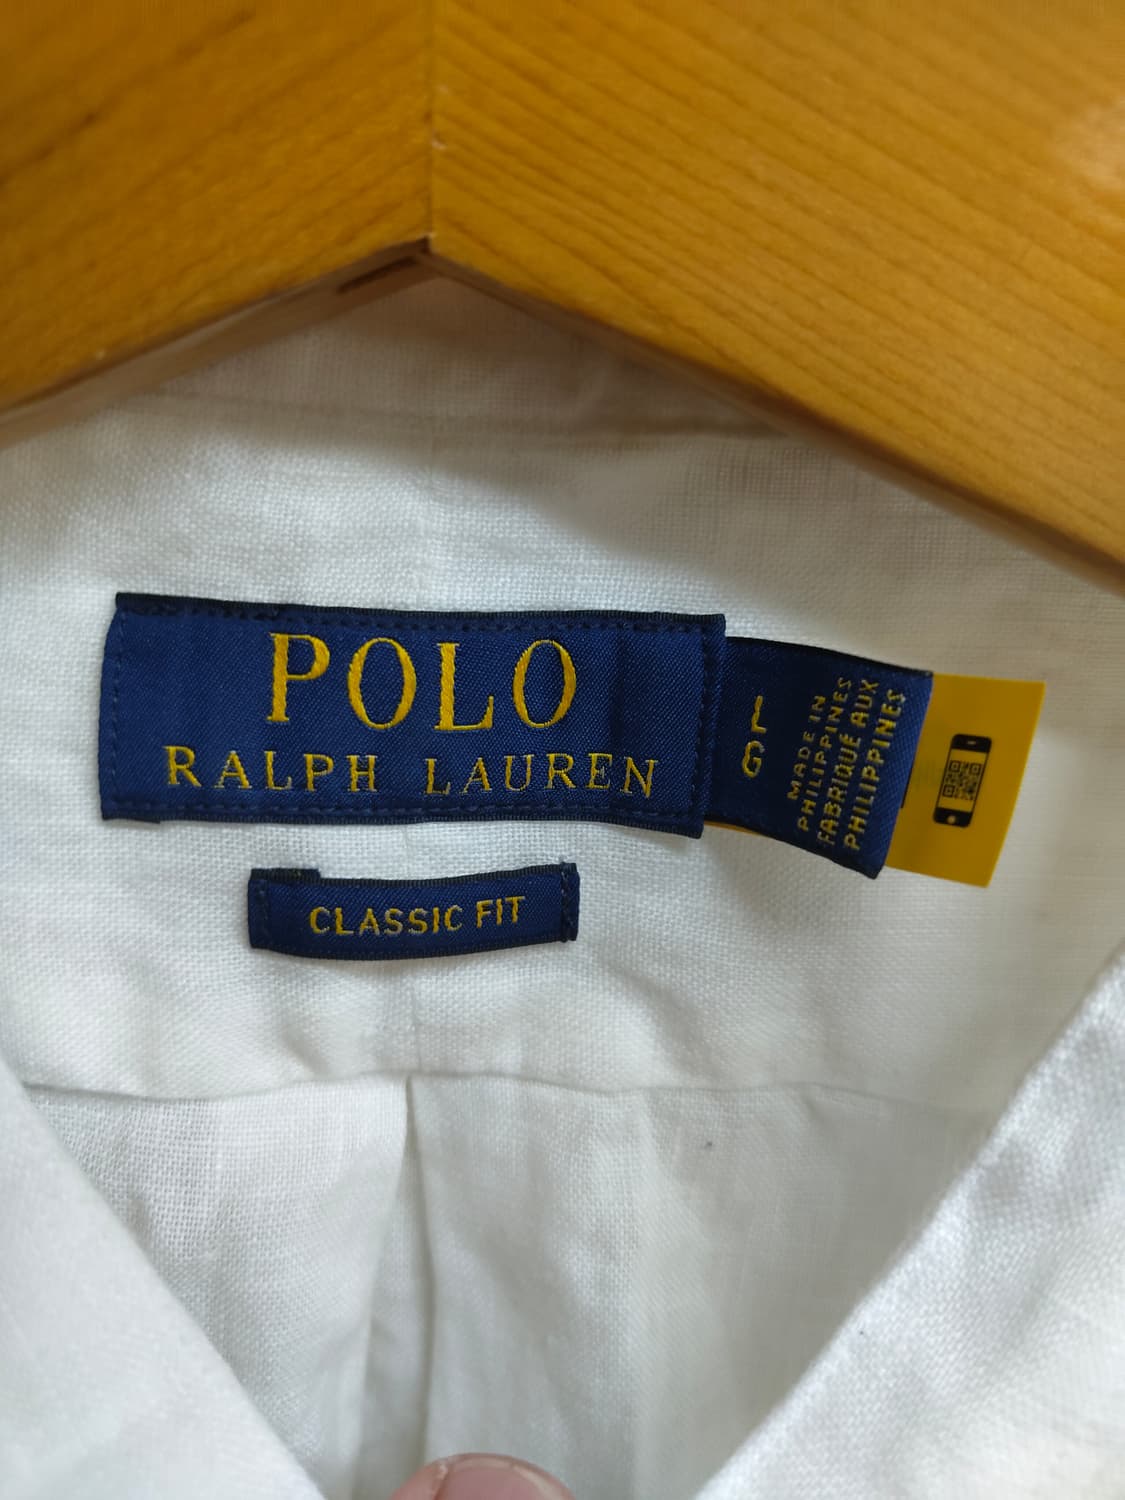 POLO
RALPH LAUREN
L
G
MADE IN
PHILIPPINES
FABRIQUÉ AUX
PHILIPPINES
CLASSIC FIT